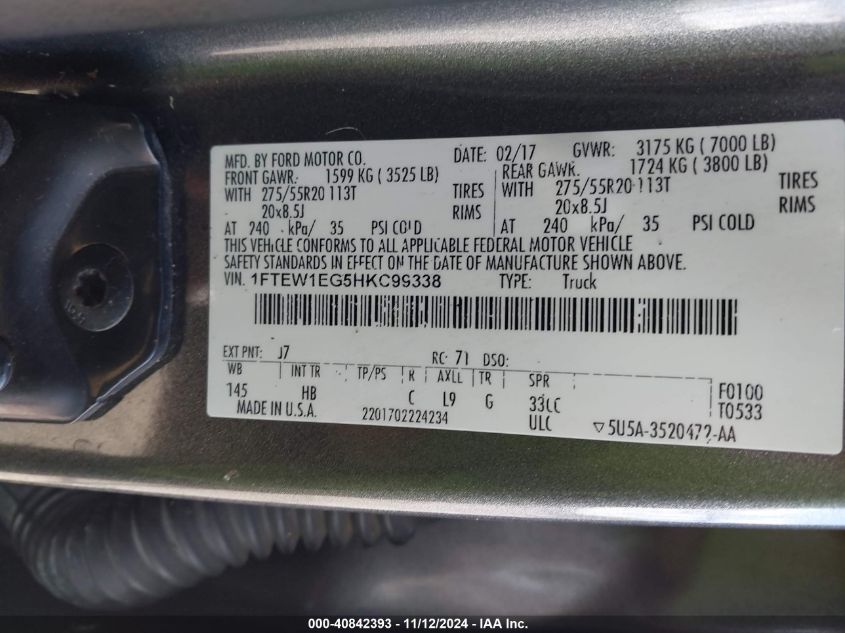 MFD. BY FORD MOTOR CO. DATE: 02/17 GVWR: 3175 KG ( 7000 LB)
FRONT GAWR: 1599 KG ( 3525 LB) REAR GAWR: 1724 KG ( 3800 LB)
WITH 275/55R20 113T TIRES WITH 275/55R20 113T TIRES
20x8.5J RIMS 20x8.5J RIMS
AT 240 kPa/ 35 PSI COLD AT 240 kPa/ 35 PSI COLD
THIS VEHICLE CONFORMS TO ALL APPLICABLE FEDERAL MOTOR VEHICLE
SAFETY STANDARDS IN EFFECT ON THE DATE OF MANUFACTURE SHOWN ABOVE.
VIN: 1FTEW1EG5HKC99338 TYPE: Truck
EXT PNT: J7 RC: 71 DSO:
WB INT TR TP/PS R AXLE TR SPR
145 HB C L9 G 33LC F0100
MADE IN U.S.A. 2201702224234 ULC T0533
▽5U5A-3520472-AA
000-40842393 - 11/12/2024 - IAA Inc.